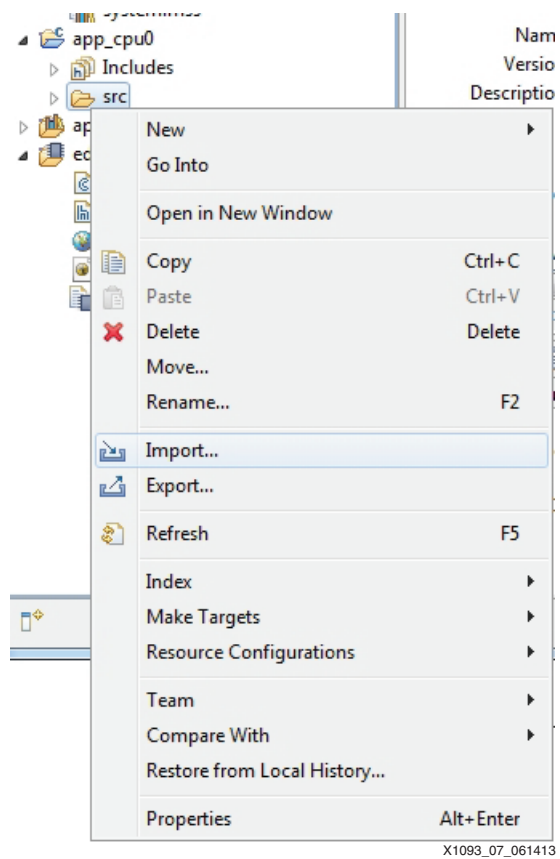 app_cpu0
Nam
Includes
Versio
src
Descriptio
ap
New
ec
Go Into
Open in New Window
Copy Ctrl+C
Paste Ctrl+V
Delete Delete
Move...
Rename... F2
Import...
Export...
Refresh F5
Index
Make Targets
Resource Configurations
Team
Compare With
Restore from Local History...
Properties Alt+Enter
X1093_07_061413